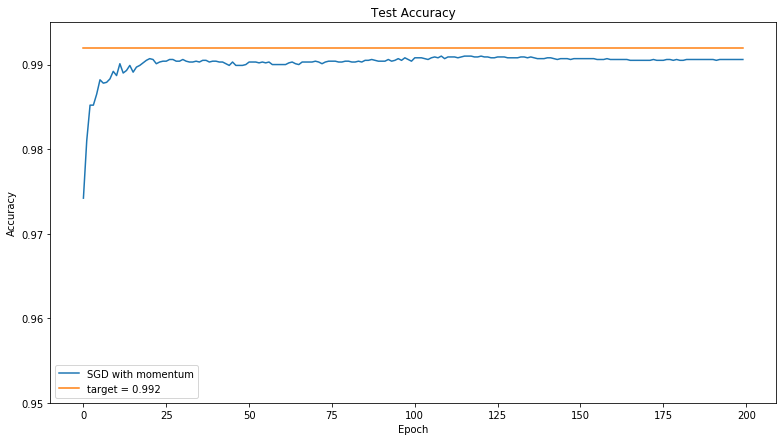 Test Accuracy
Accuracy
0.99
0.98
0.97
0.96
0.95
SGD with momentum
target = 0.992
0 25 50 75 100 125 150 175 200
Epoch